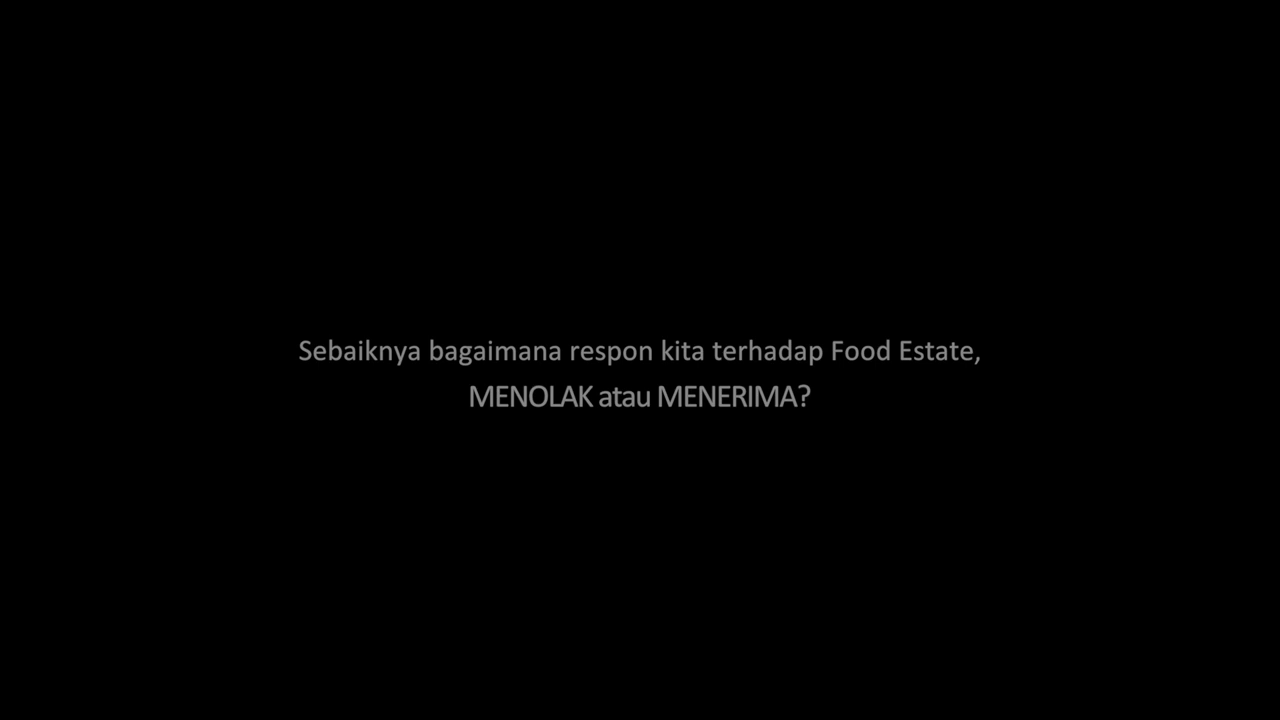 Sebaiknya bagaimana respon kita terhadap Food Estate,
MENOLAK atau MENERIMA?